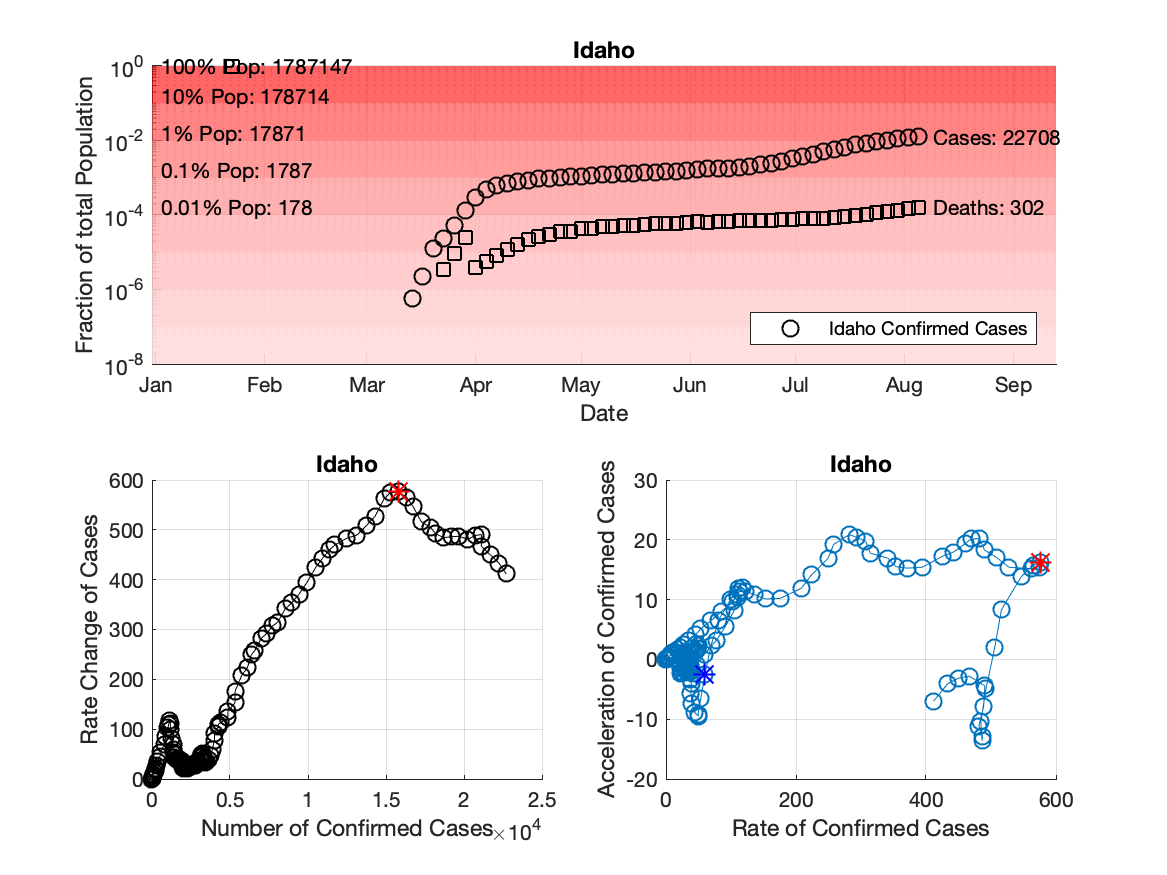 Idaho
10^0
10^-2
10^-4
10^-6
10^-8
Fraction of total Population
100% Pop: 1787147
10% Pop: 178714
1% Pop: 17871
0.1% Pop: 1787
0.01% Pop: 178
Cases: 22708
Deaths: 302
Idaho Confirmed Cases
Jan Feb Mar Apr May Jun Jul Aug Sep
Date
Idaho
600
500
400
300
200
100
0
Rate Change of Cases
0 0.5 1 1.5 2 2.5
Number of Confirmed Cases ×10^4
Idaho
30
20
10
0
-10
-20
Acceleration of Confirmed Cases
0 200 400 600
Rate of Confirmed Cases